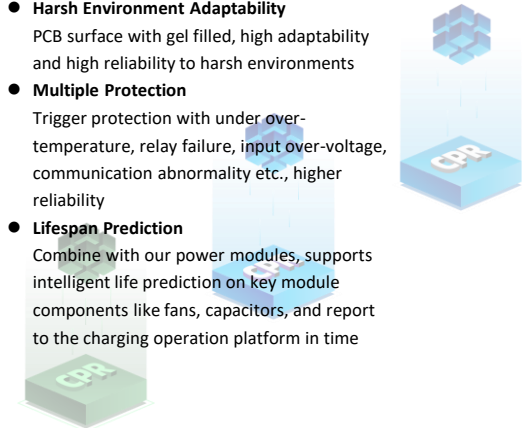 ● Harsh Environment Adaptability
PCB surface with gel filled, high adaptability
and high reliability to harsh environments
● Multiple Protection
Trigger protection with under over-
temperature, relay failure, input over-voltage,
communication abnormality etc., higher
reliability
● Lifespan Prediction
Combine with our power modules, supports
intelligent life prediction on key module
components like fans, capacitors, and report
to the charging operation platform in time
CPR
CPR
CPR